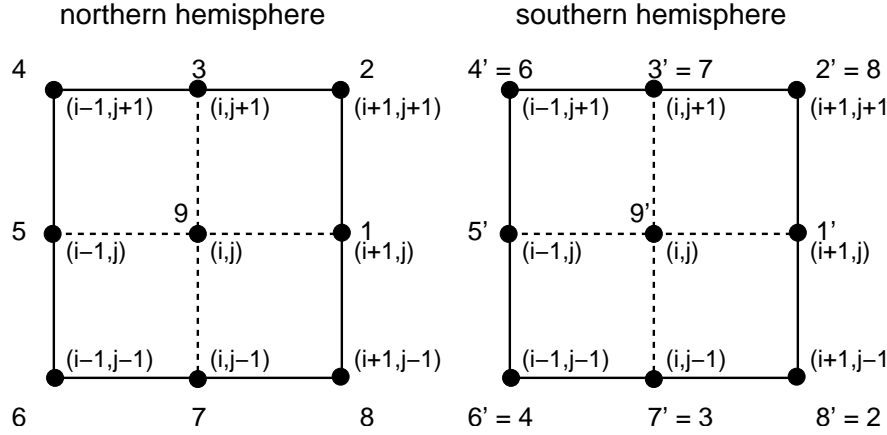 northern hemisphere southern hemisphere
4 3 2 4’ = 6 3’ = 7 2’ = 8
(i−1,j+1) (i,j+1) (i+1,j+1) (i−1,j+1) (i,j+1) (i+1,j+1
5 9 1 5’ 9’ 1’
(i−1,j) (i,j) (i+1,j) (i−1,j) (i,j) (i+1,j)
(i−1,j−1) (i,j−1) (i+1,j−1) (i−1,j−1) (i,j−1) (i+1,j−1
6 7 8 6’ = 4 7’ = 3 8’ = 2